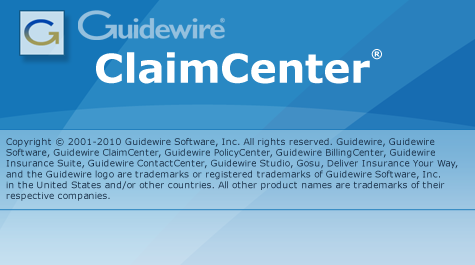 G
Guidewire®
ClaimCenter®
Copyright © 2001-2010 Guidewire Software, Inc. All rights reserved. Guidewire, Guidewire
Software, Guidewire ClaimCenter, Guidewire PolicyCenter, Guidewire BillingCenter, Guidewire
Insurance Suite, Guidewire ContactCenter, Guidewire Studio, Gosu, Deliver Insurance Your Way,
and the Guidewire logo are trademarks or registered trademarks of Guidewire Software, Inc.
in the United States and/or other countries. All other product names are trademarks of their
respective companies.